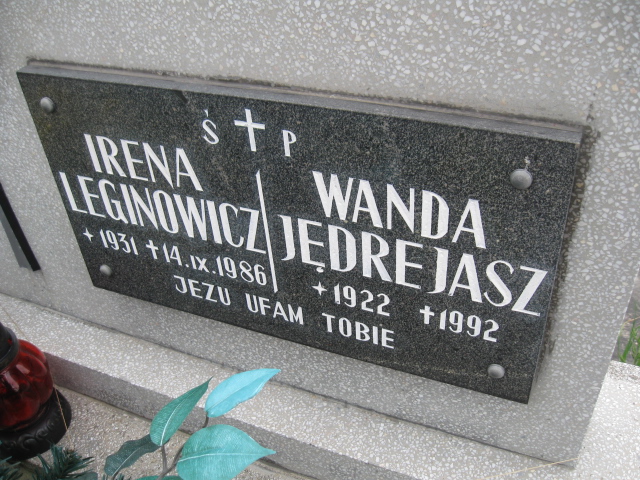 Ś ✝ P
IRENA
LEGINOWICZ
✦ 1931 ✝ 14.IX.1986
WANDA
JĘDREJASZ
✦ 1922 ✝ 1992
JEZU UFAM TOBIE